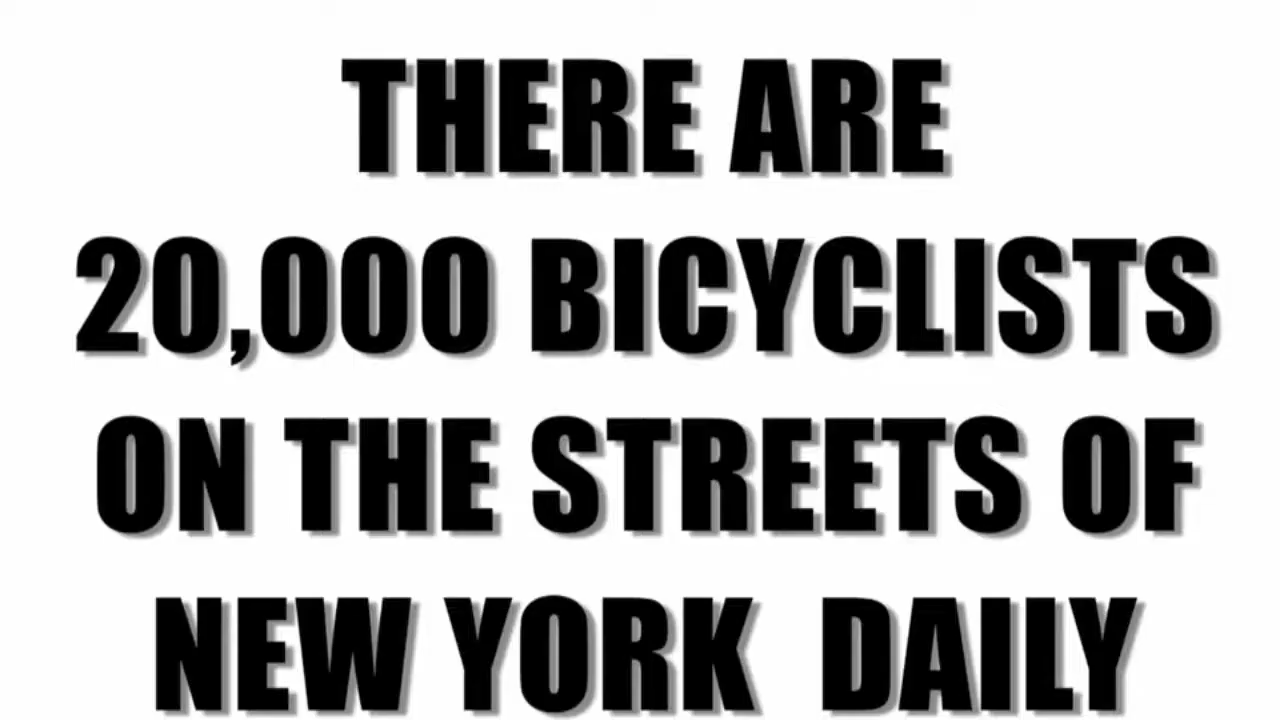 THERE ARE
20,000 BICYCLISTS
ON THE STREETS OF
NEW YORK DAILY